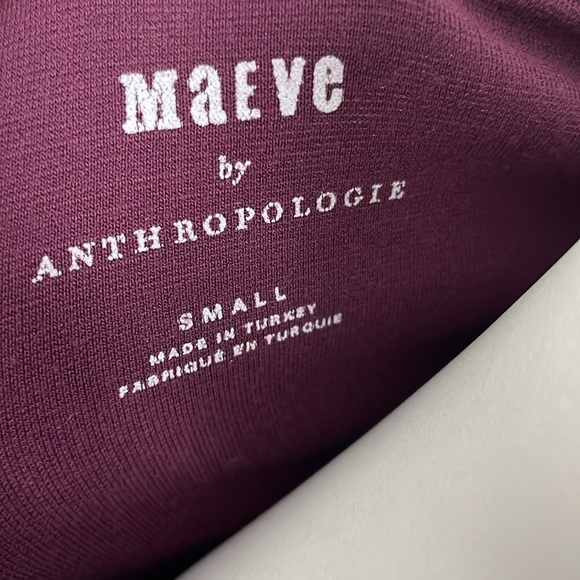 MaEVe
by
ANTHROPOLOGIE
SMALL
MADE IN TURKEY
FABRIQUÉ EN TURQUIE